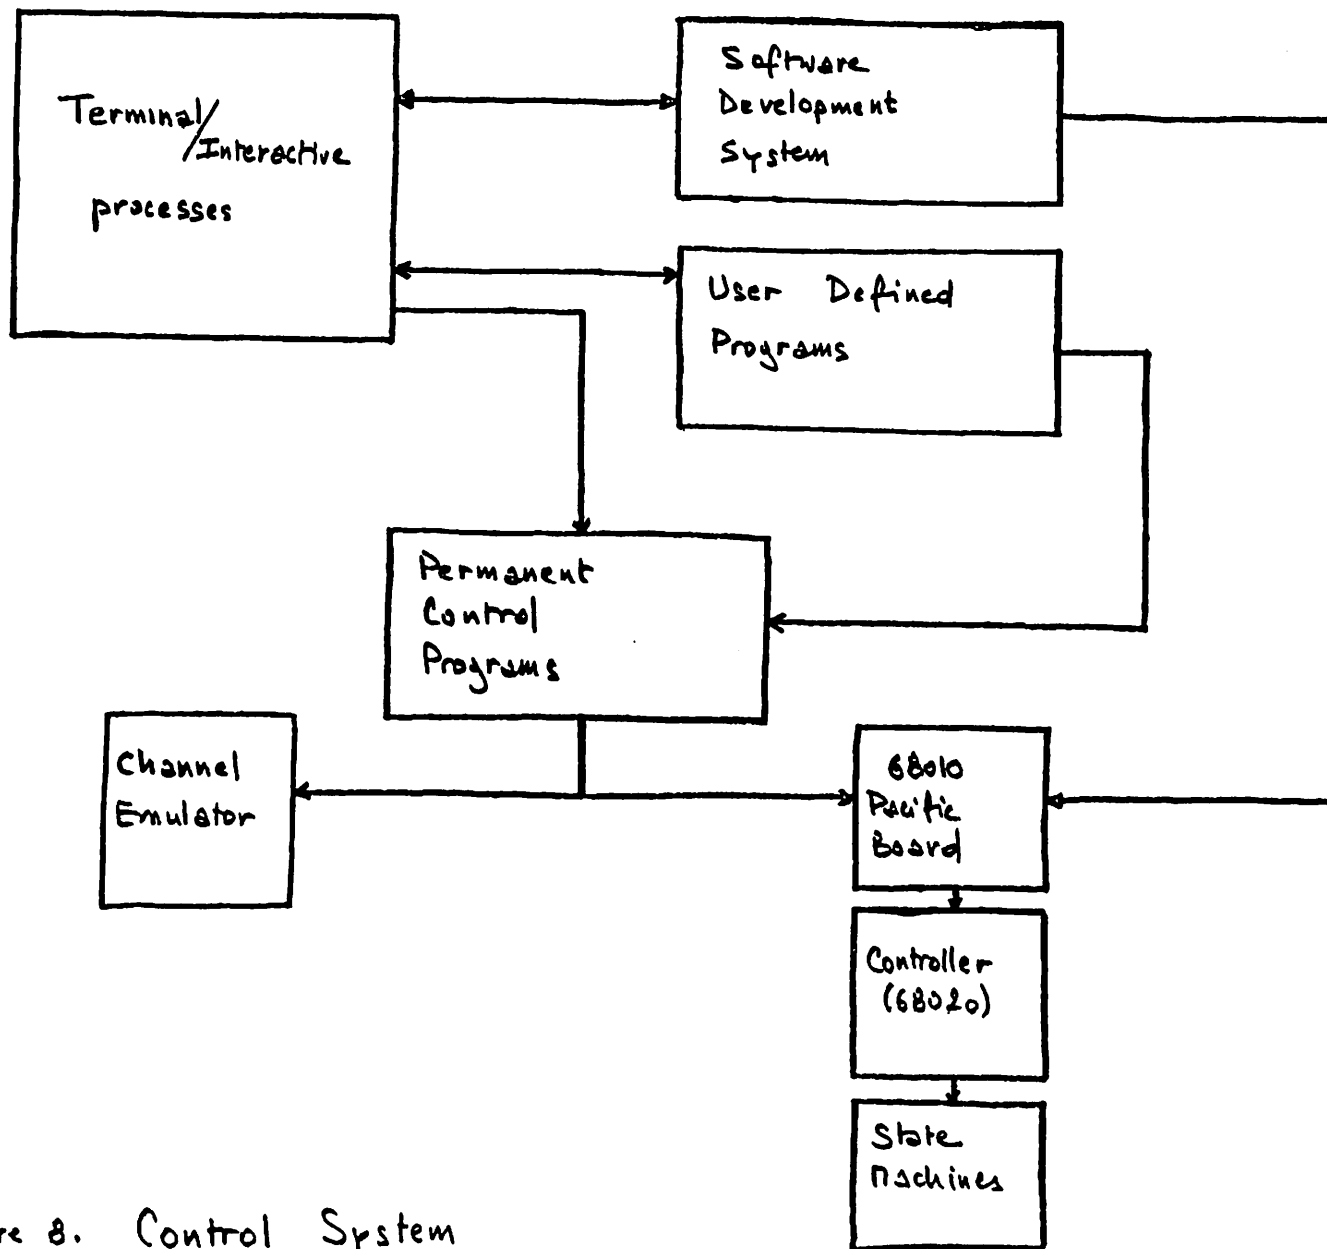 Terminal/Interactive
processes
Software
Development
System
User Defined
Programs
Permanent
Control
Programs
Channel
Emulator
68010
Pacific
Board
Controller
(68020)
State
Machines
re 8. Control System